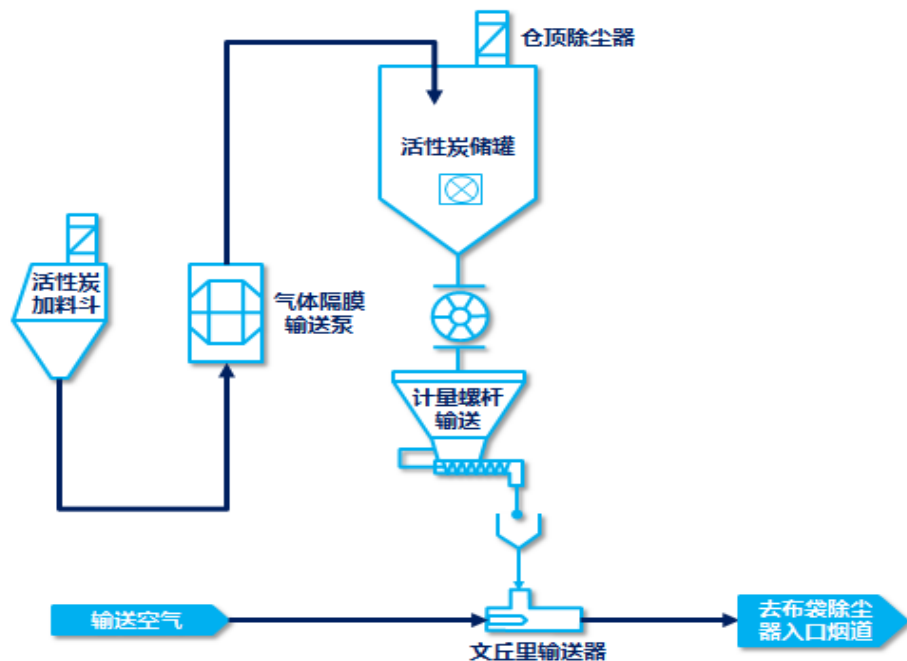 仓顶除尘器
活性炭储罐
活性炭
加料斗
气体隔膜
输送泵
计量螺杆
输送
输送空气
去布袋除尘
器入口烟道
文丘里输送器